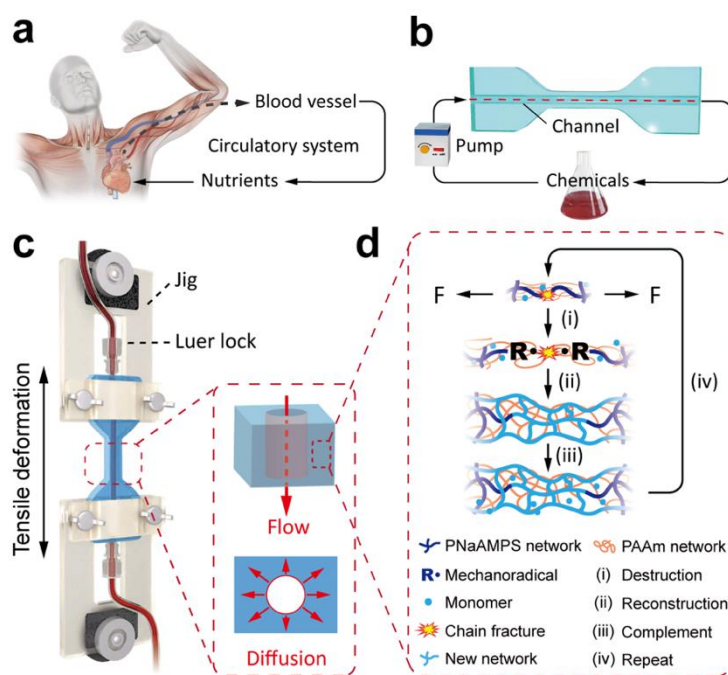 a
Blood vessel
Circulatory system
Nutrients
b
Channel
Pump
Chemicals
c
Jig
Luer lock
Tensile deformation
Flow
Diffusion
d
F
F
(i)
R•
•R
(ii)
(iii)
(iv)
PNaAMPS network
PAAm network
R• Mechanoradical
(i) Destruction
Monomer
(ii) Reconstruction
Chain fracture
(iii) Complement
New network
(iv) Repeat